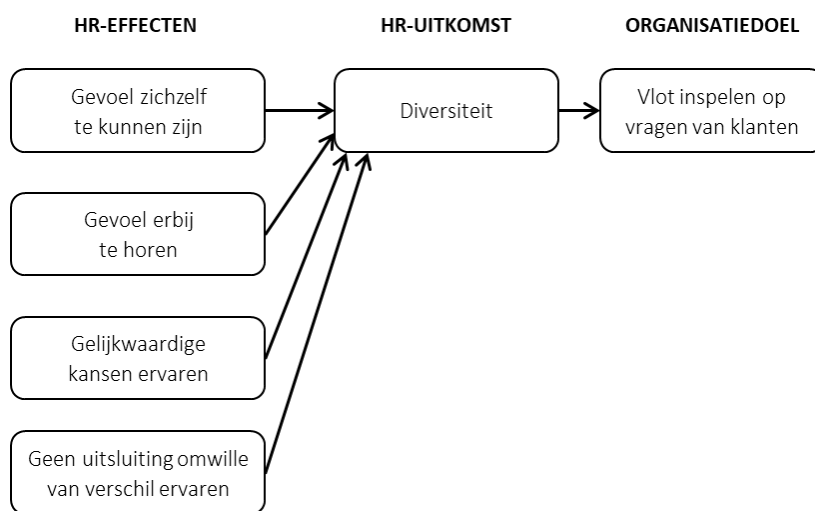 HR-EFFECTEN
HR-UITKOMST
ORGANISATIEDOEL
Gevoel zichzelf
te kunnen zijn
Diversiteit
Vlot inspelen op
vragen van klanten
Gevoel erbij
te horen
Gelijkwaardige
kansen ervaren
Geen uitsluiting omwille
van verschil ervaren